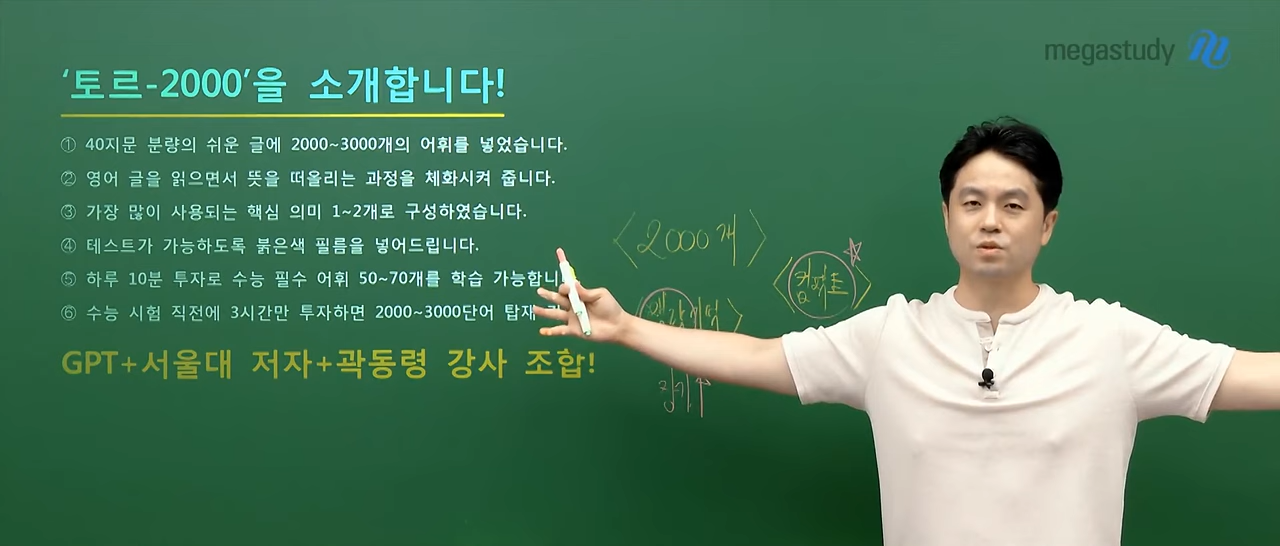 megastudy
‘토르-2000’을 소개합니다!
① 40지문 분량의 쉬운 글에 2000~3000개의 어휘를 넣었습니다.
② 영어 글을 읽으면서 뜻을 떠올리는 과정을 체화시켜 줍니다.
③ 가장 많이 사용되는 핵심 의미 1~2개로 구성하였습니다.
④ 테스트가 가능하도록 붉은색 필름을 넣어드립니다.
⑤ 하루 10분 투자로 수능 필수 어휘 50~70개를 학습 가능합니
⑥ 수능 시험 직전에 3시간만 투자하면 2000~3000단어 탑재
GPT+서울대 저자+곽동령 강사 조합!
<2000개>